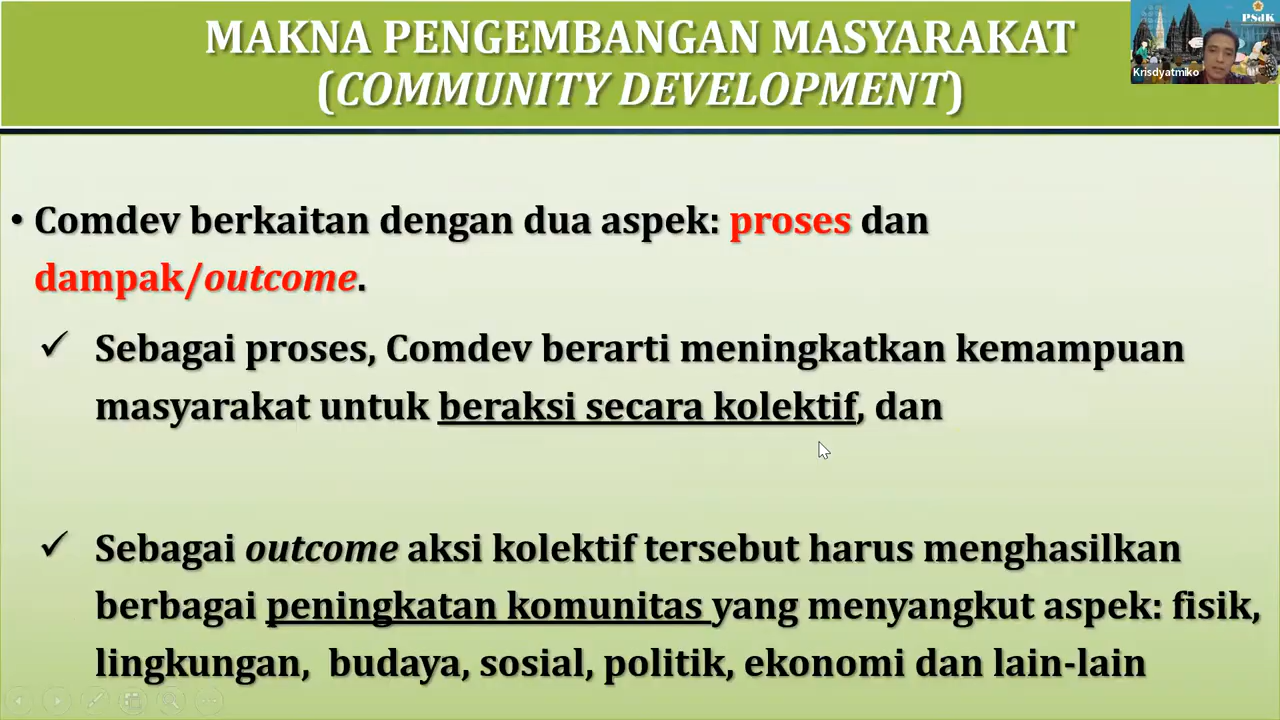 MAKNA PENGEMBANGAN MASYARAKAT
(COMMUNITY DEVELOPMENT)
PSdK
Krisdyatmiko
• Comdev berkaitan dengan dua aspek: proses dan
dampak/outcome.
✓ Sebagai proses, Comdev berarti meningkatkan kemampuan
masyarakat untuk beraksi secara kolektif, dan
✓ Sebagai outcome aksi kolektif tersebut harus menghasilkan
berbagai peningkatan komunitas yang menyangkut aspek: fisik,
lingkungan, budaya, sosial, politik, ekonomi dan lain-lain